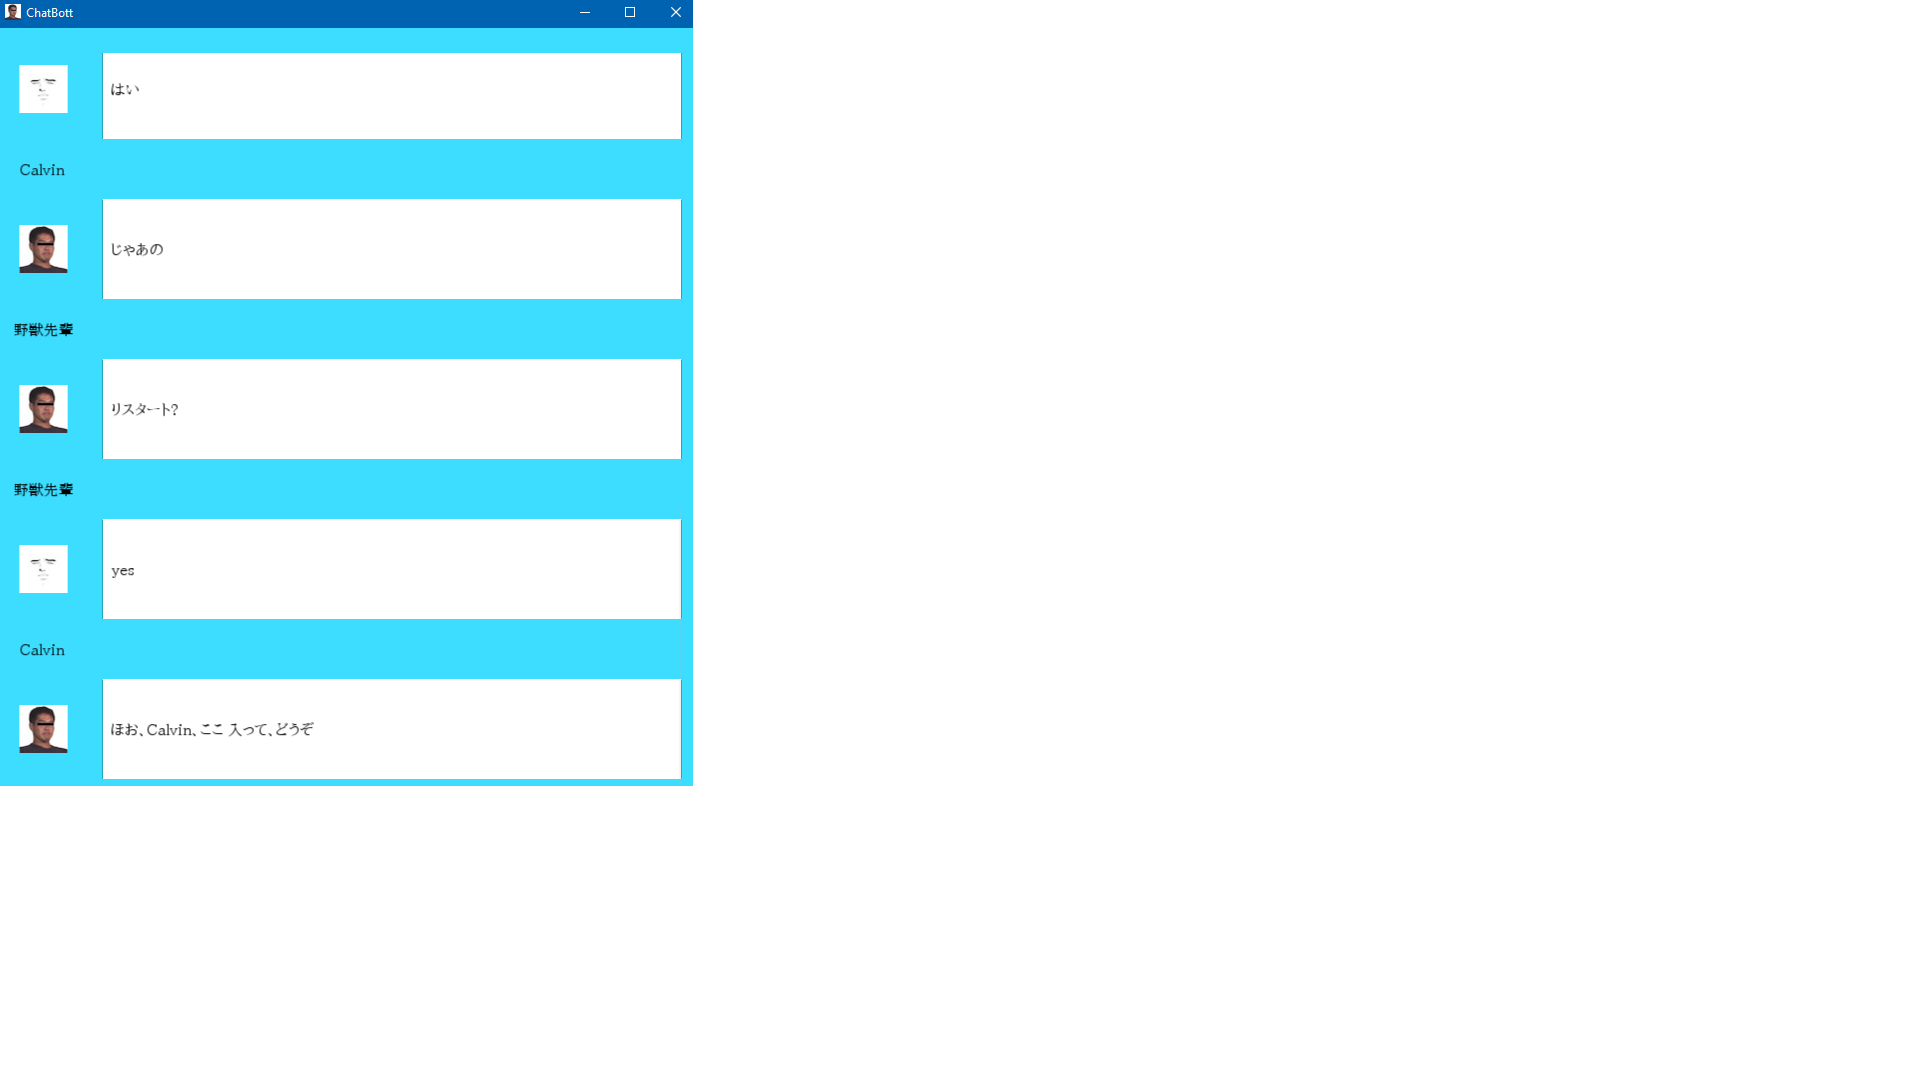 ChatBott
はい
Calvin
じゃあの
野獣先輩
リスタート?
野獣先輩
yes
Calvin
ほお、Calvin、ここ 入って、どうぞ